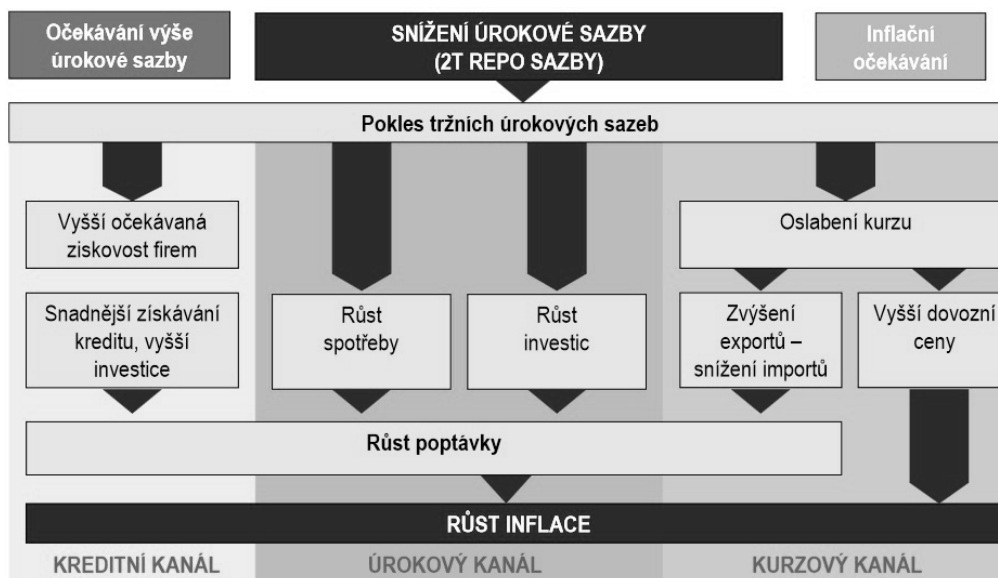 Očekávání výše
úrokové sazby
SNÍŽENÍ ÚROKOVÉ SAZBY
(2T REPO SAZBY)
Inflační
očekávání
Pokles tržních úrokových sazeb
Vyšší očekávaná
ziskovost firem
Oslabení kurzu
Snadnější získávání
kreditu, vyšší
investice
Růst
spotřeby
Růst
investic
Zvýšení
exportů –
snížení importů
Vyšší dovozní
ceny
Růst poptávky
RŮST INFLACE
KREDITNÍ KANÁL
ÚROKOVÝ KANÁL
KURZOVÝ KANÁL